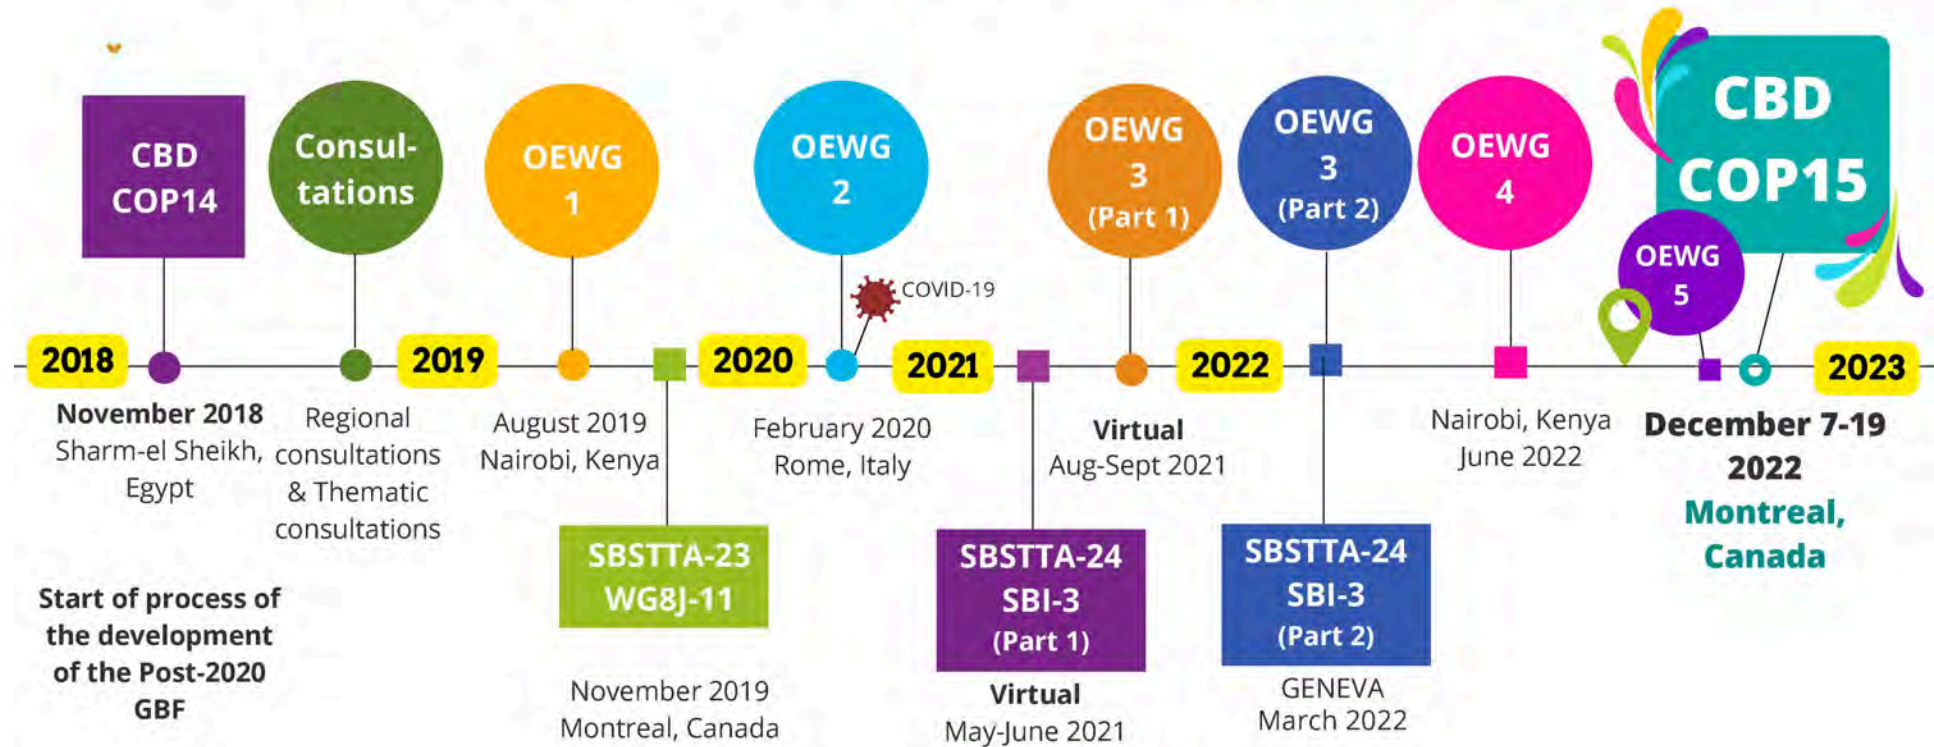 CBD
COP14
Consul-
tations
OEWG
1
OEWG
2
OEWG
3
(Part 1)
OEWG
3
(Part 2)
OEWG
4
CBD
COP15
OEWG
5
COVID-19
2018
2019
2020
2021
2022
2023
November 2018
Sharm-el Sheikh,
Egypt
Regional
consultations
& Thematic
consultations
August 2019
Nairobi, Kenya
February 2020
Rome, Italy
Virtual
Aug-Sept 2021
Nairobi, Kenya
June 2022
December 7-19
2022
Montreal,
Canada
Start of process of
the development
of the Post-2020
GBF
SBSTTA-23
WG8J-11
November 2019
Montreal, Canada
SBSTTA-24
SBI-3
(Part 1)
Virtual
May-June 2021
SBSTTA-24
SBI-3
(Part 2)
GENEVA
March 2022